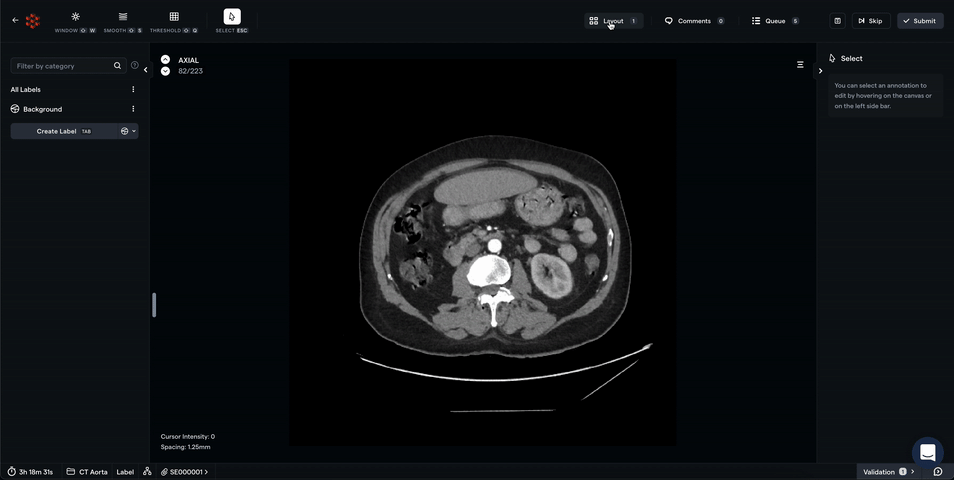 WINDOW O W
SMOOTH O S
THRESHOLD O Q
SELECT ESC
Layout 1
Comments 0
Queue 5
Skip
Submit
Filter by category
All Labels
Background
Create Label TAB
AXIAL
82/223
Select
You can select an annotation to
edit by hovering on the canvas or
on the left side bar.
Cursor Intensity: 0
Spacing: 1.25mm
3h 18m 31s
CT Aorta
Label
SE000001
Validation 1